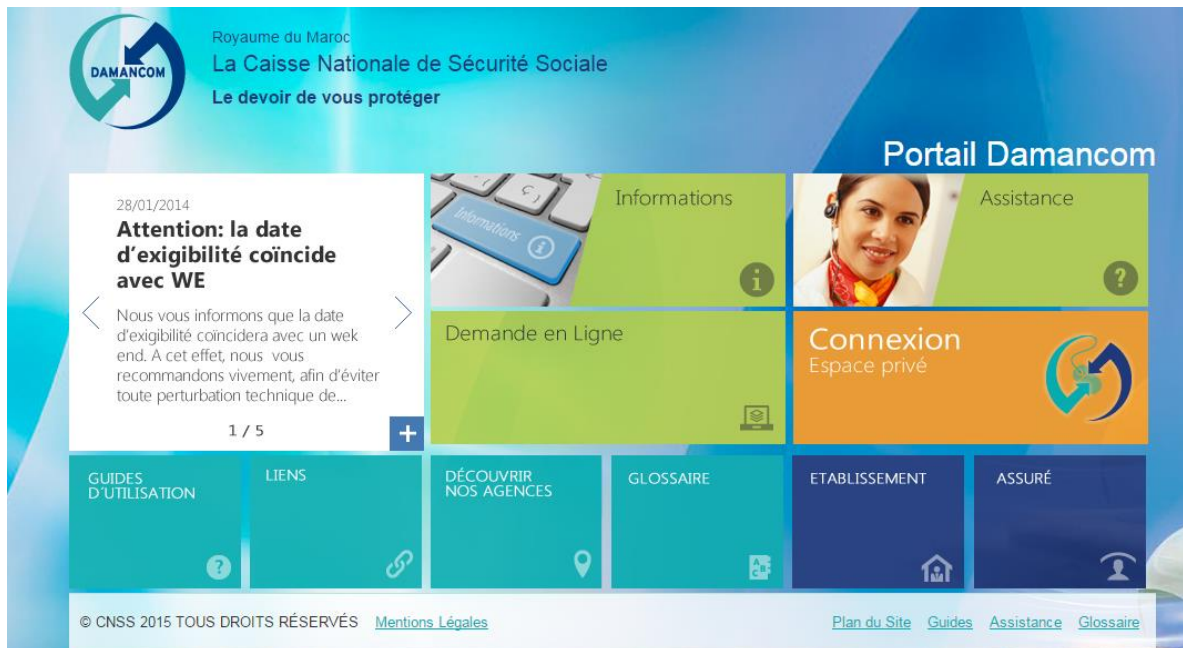 DAMANCOM
Royaume du Maroc
La Caisse Nationale de Sécurité Sociale
Le devoir de vous protéger
Portail Damancom
28/01/2014
Attention: la date
d'exigibilité coïncide
avec WE
Nous vous informons que la date
d'exigibilité coïncidera avec un wek
end. A cet effet, nous vous
recommandons vivement, afin d'éviter
toute perturbation technique de...
1 / 5
+
Informations
Ç
Informations i
i
Assistance
?
Demande en Ligne
Connexion
Espace privé
GUIDES
D'UTILISATION
?
LIENS
DÉCOUVRIR
NOS AGENCES
GLOSSAIRE
A B C
ETABLISSEMENT
ASSURÉ
© CNSS 2015 TOUS DROITS RÉSERVÉS Mentions Légales
Plan du Site Guides Assistance Glossaire